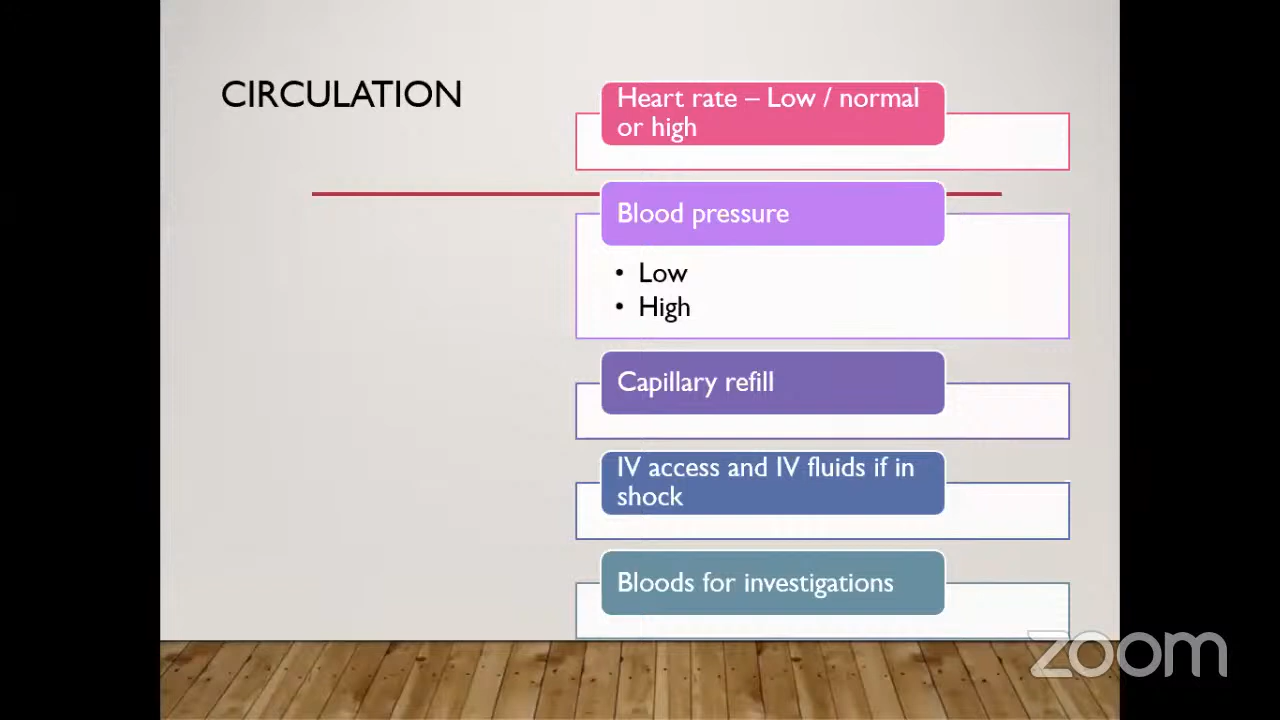 CIRCULATION
Heart rate – Low / normal
or high
Blood pressure
• Low
• High
Capillary refill
IV access and IV fluids if in
shock
Bloods for investigations
zoom